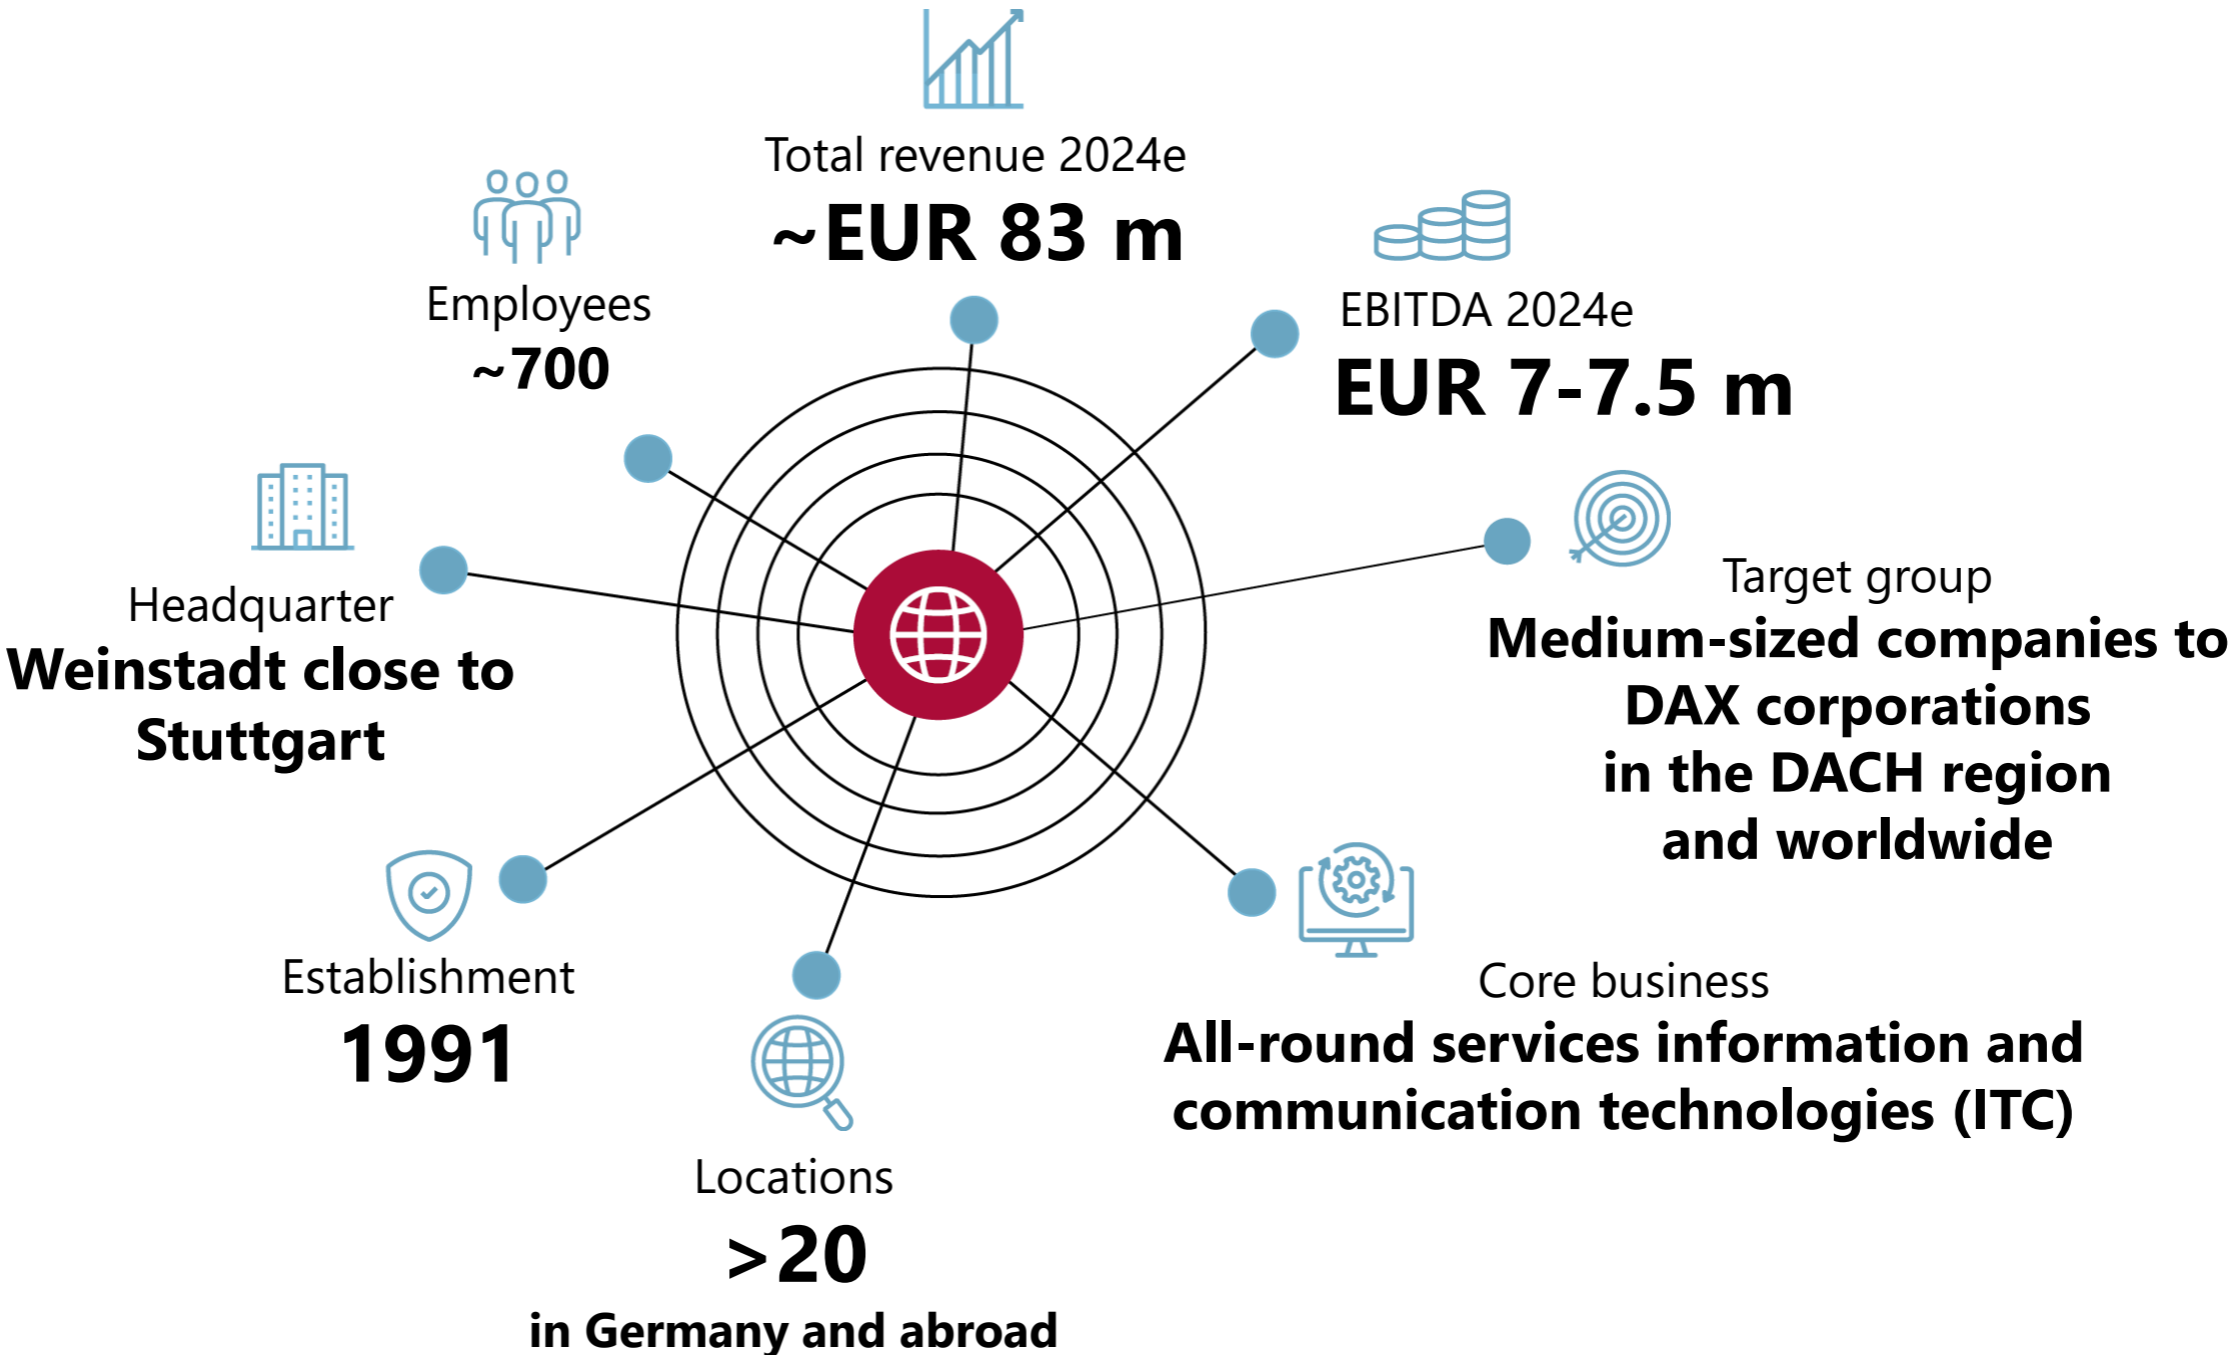 Total revenue 2024e
~EUR 83 m
Employees
~700
EBITDA 2024e
EUR 7-7.5 m
Headquarter
Weinstadt close to
Stuttgart
Target group
Medium-sized companies to
DAX corporations
in the DACH region
and worldwide
Establishment
1991
Core business
All-round services information and
communication technologies (ITC)
Locations
>20
in Germany and abroad